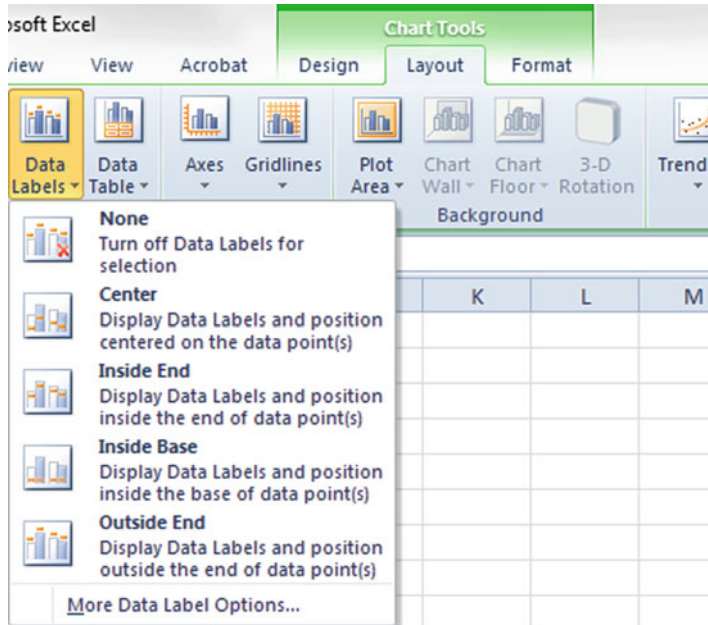 osoft Excel
Chart Tools
view View Acrobat Design Layout Format
Data Labels Data Table Axes Gridlines Plot Area Chart Wall Chart Floor 3-D Rotation Trend
Background
None
Turn off Data Labels for
selection
Center
Display Data Labels and position
centered on the data point(s)
Inside End
Display Data Labels and position
inside the end of data point(s)
Inside Base
Display Data Labels and position
inside the base of data point(s)
Outside End
Display Data Labels and position
outside the end of data point(s)
More Data Label Options...
K L M